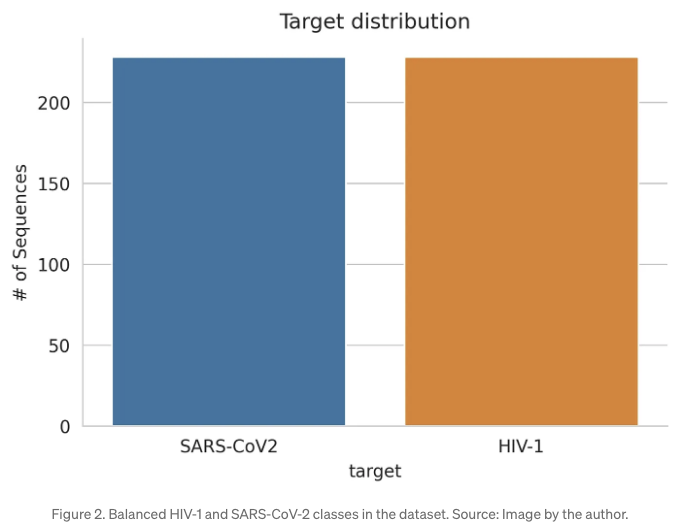 Target distribution
# of Sequences
200
150
100
50
0
SARS-CoV2 HIV-1
target
Figure 2. Balanced HIV-1 and SARS-CoV-2 classes in the dataset. Source: Image by the author.